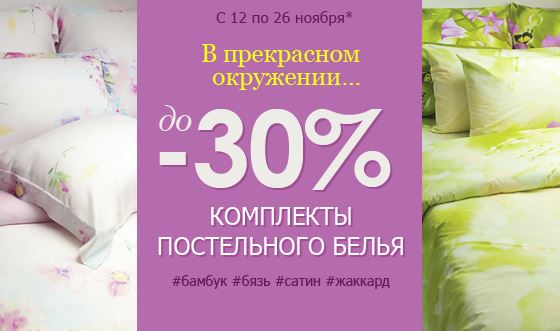 С 12 по 26 ноября*
В прекрасном
окружении...
до
-30%
КОМПЛЕКТЫ
ПОСТЕЛЬНОГО БЕЛЬЯ
#бамбук #бязь #сатин #жаккард